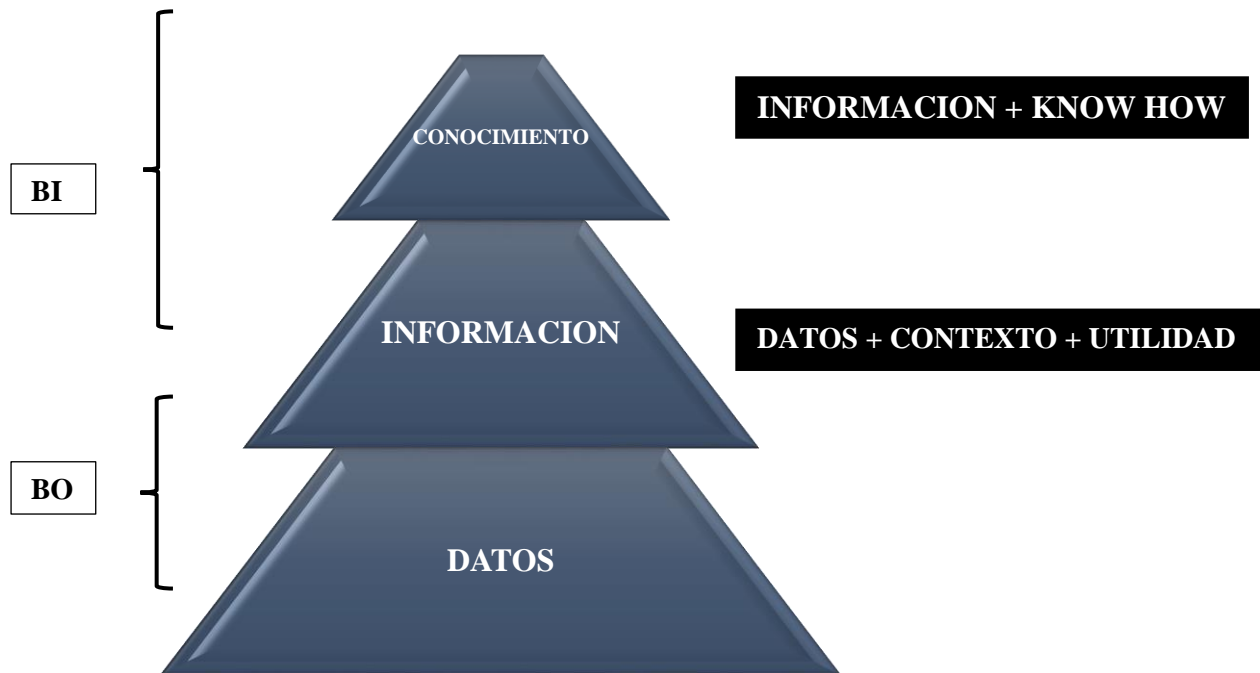 CONOCIMIENTO
INFORMACION + KNOW HOW
BI
INFORMACION
DATOS + CONTEXTO + UTILIDAD
BO
DATOS